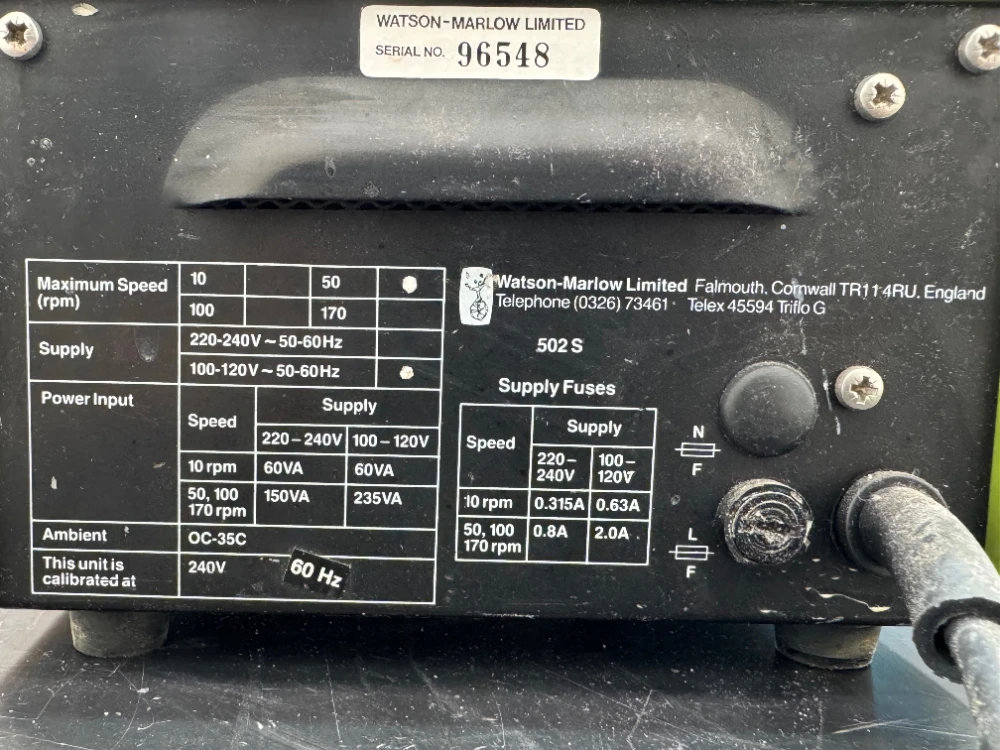 WATSON-MARLOW LIMITED
SERIAL NO. 96548
Maximum Speed (rpm)
10 50
100 170
Supply
220-240V ~ 50-60Hz
100-120V ~ 50-60Hz
Power Input
Speed
Supply
220-240V 100-120V
10 rpm 60VA 60VA
50, 100
170 rpm 150VA 235VA
Ambient OC-35C
This unit is
calibrated at 240V 60 Hz
Watson-Marlow Limited Falmouth. Cornwall TR11 4RU. England
Telephone (0326) 73461 Telex 45594 Triflo G
502 S
Supply Fuses
Speed
Supply
220-
240V
100-
120V
10 rpm 0.315A 0.63A
50, 100
170 rpm 0.8A 2.0A
N
F
L
F